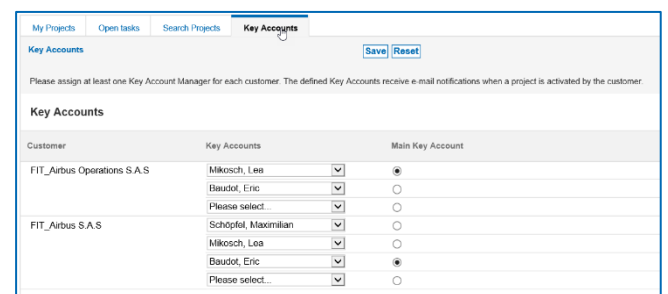 My Projects Open tasks Search Projects Key Accounts
Key Accounts Save Reset
Please assign at least one Key Account Manager for each customer. The defined Key Accounts receive e-mail notifications when a project is activated by the customer.
Key Accounts
Customer Key Accounts Main Key Account
FIT_Airbus Operations S.A.S Mikosch, Lea
Baudot, Eric
Please select...
FIT_Airbus S.A.S Schöpfel, Maximilian
Mikosch, Lea
Baudot, Eric
Please select...